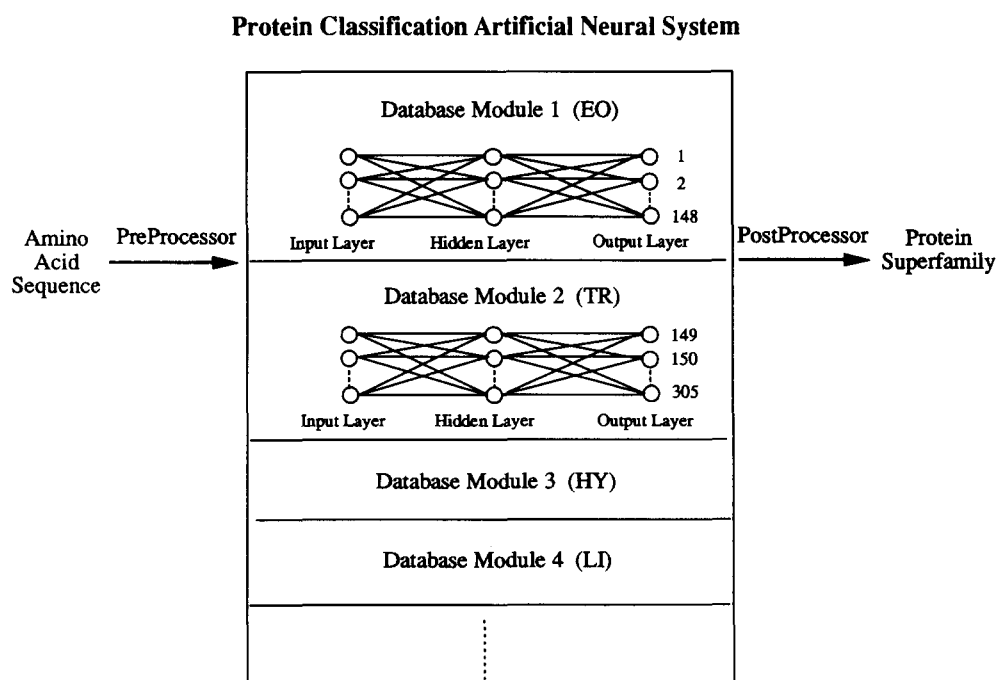 Protein Classification Artificial Neural System
Database Module 1 (EO)
1
2
148
Input Layer
Hidden Layer
Output Layer
Amino
Acid
Sequence
PreProcessor
PostProcessor
Protein
Superfamily
Database Module 2 (TR)
149
150
305
Input Layer
Hidden Layer
Output Layer
Database Module 3 (HY)
Database Module 4 (LI)